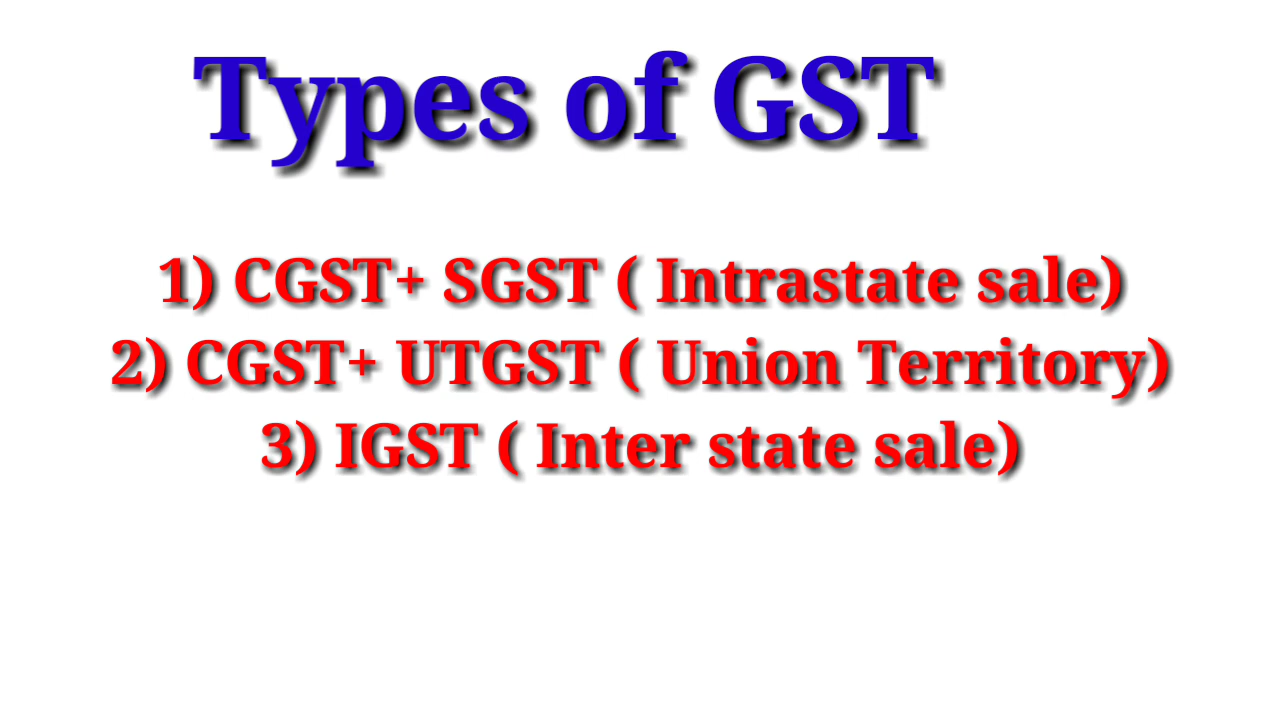 Types of GST
1) CGST+ SGST ( Intrastate sale)
2) CGST+ UTGST ( Union Territory)
3) IGST ( Inter state sale)